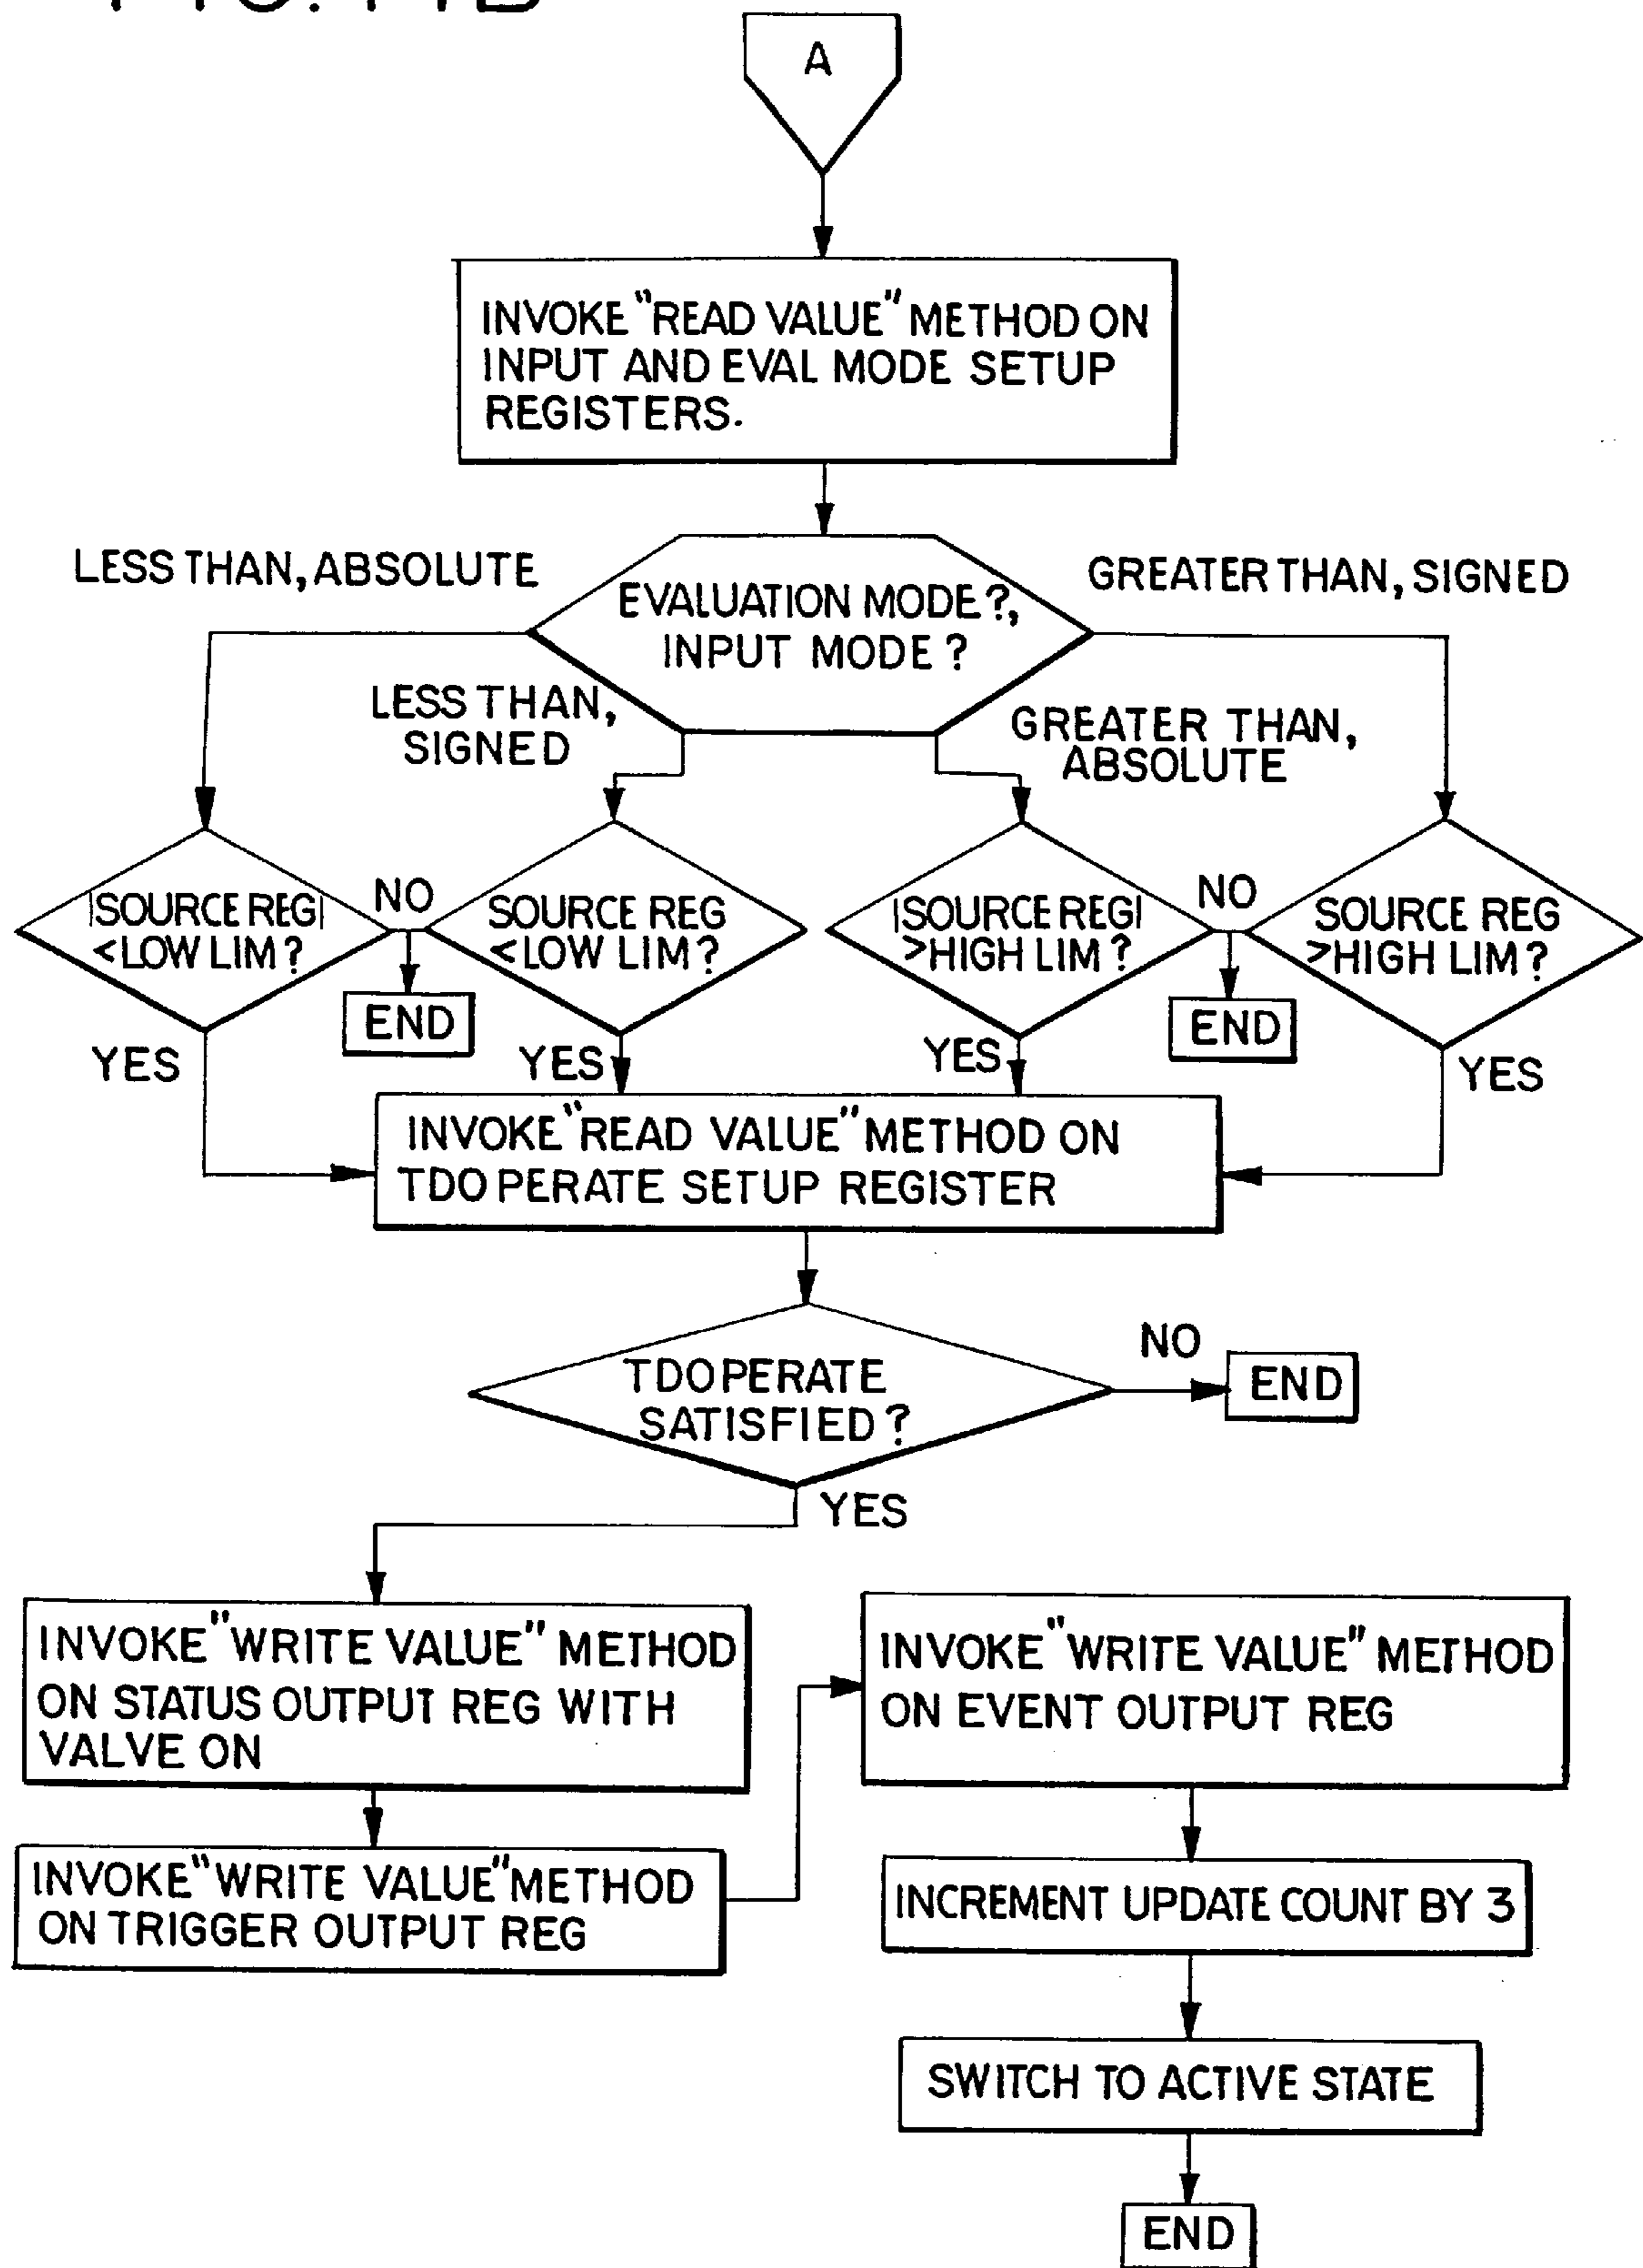 A
INVOKE "READ VALUE" METHOD ON
INPUT AND EVAL MODE SETUP
REGISTERS.
LESS THAN, ABSOLUTE
EVALUATION MODE?,
INPUT MODE?
GREATER THAN, SIGNED
LESS THAN,
SIGNED
GREATER THAN,
ABSOLUTE
|SOURCE REG|
<LOW LIM?
NO
SOURCE REG
<LOW LIM?
|SOURCE REG|
>HIGH LIM?
NO
SOURCE REG
>HIGH LIM?
END
END
YES
YES
YES
YES
INVOKE "READ VALUE" METHOD ON
TDOPERATE SETUP REGISTER
TDOPERATE
SATISFIED?
NO
END
YES
INVOKE "WRITE VALUE" METHOD
ON STATUS OUTPUT REG WITH
VALVE ON
INVOKE "WRITE VALUE" METHOD
ON TRIGGER OUTPUT REG
INVOKE "WRITE VALUE" METHOD
ON EVENT OUTPUT REG
INCREMENT UPDATE COUNT BY 3
SWITCH TO ACTIVE STATE
END